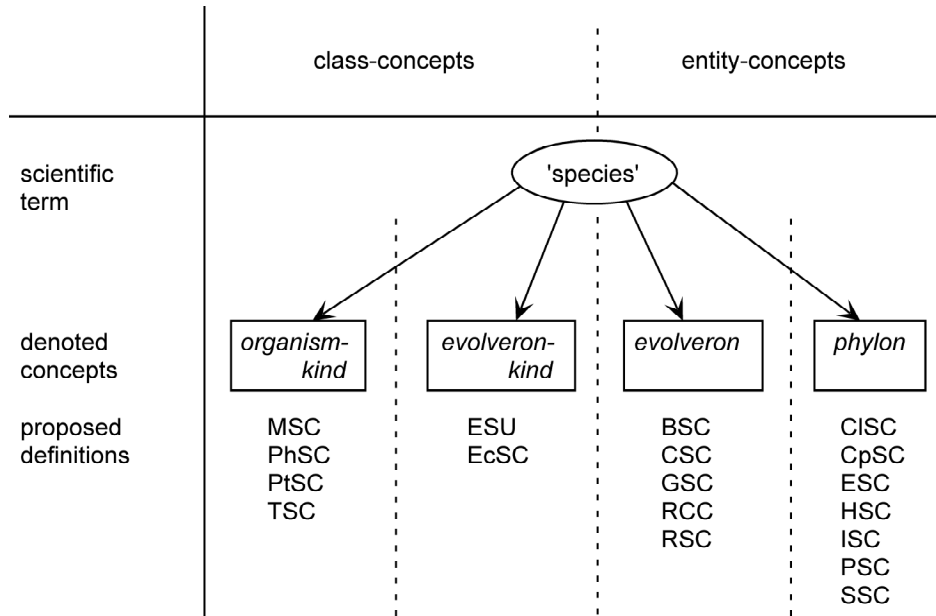 class-concepts
entity-concepts
scientific
term
'species'
denoted
concepts
organism-
kind
evolveron-
kind
evolveron
phylon
proposed
definitions
MSC
PhSC
PtSC
TSC
ESU
EcSC
BSC
CSC
GSC
RCC
RSC
ClSC
CpSC
ESC
HSC
ISC
PSC
SSC